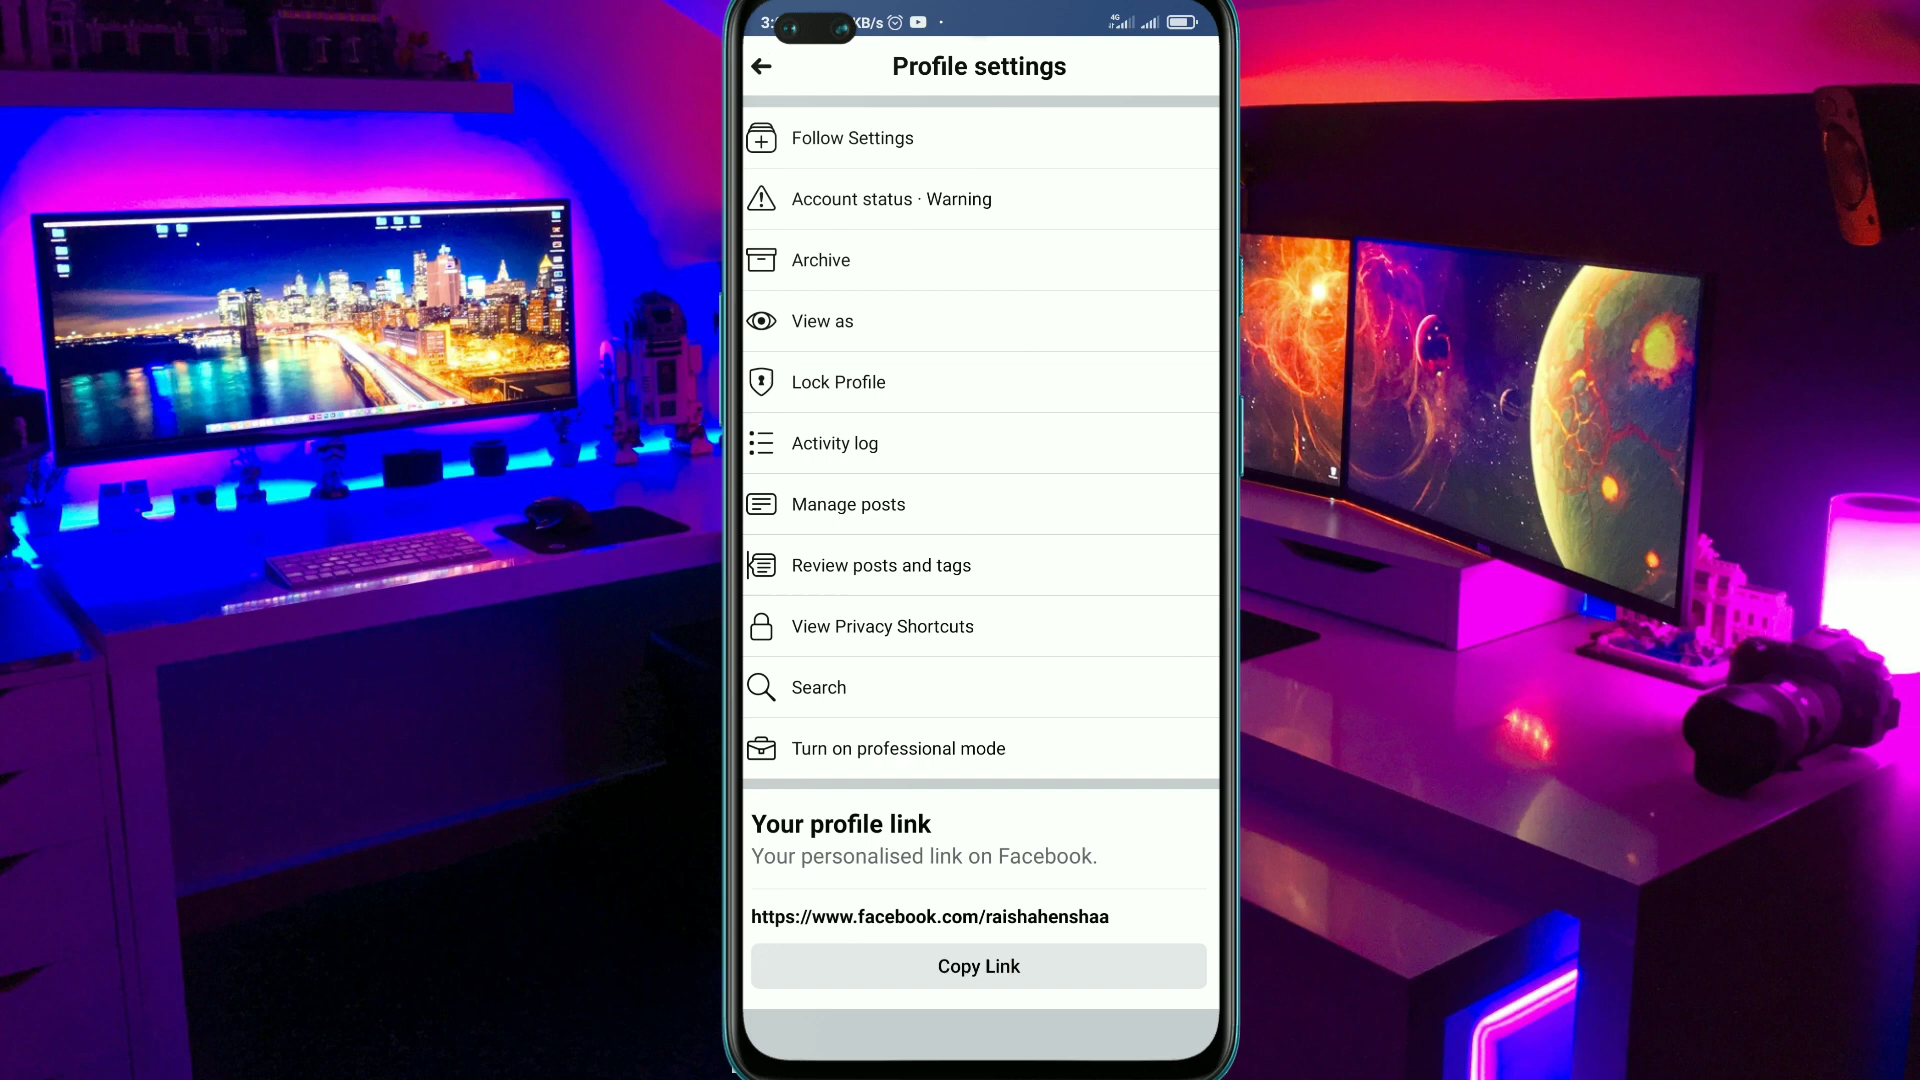 KB/s
4G
Profile settings
Follow Settings
Account status · Warning
Archive
View as
Lock Profile
Activity log
Manage posts
Review posts and tags
View Privacy Shortcuts
Search
Turn on professional mode
Your profile link
Your personalised link on Facebook.
https://www.facebook.com/raishahenshaa
Copy Link